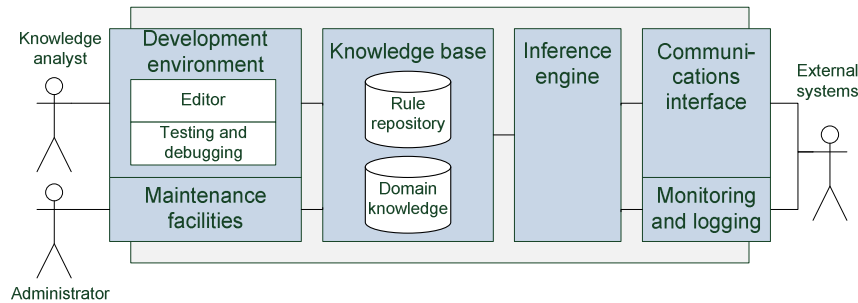 Knowledge
analyst
Development
environment
Editor
Testing and
debugging
Maintenance
facilities
Administrator
Knowledge base
Rule
repository
Domain
knowledge
Inference
engine
Communi-
cations
interface
Monitoring
and logging
External
systems